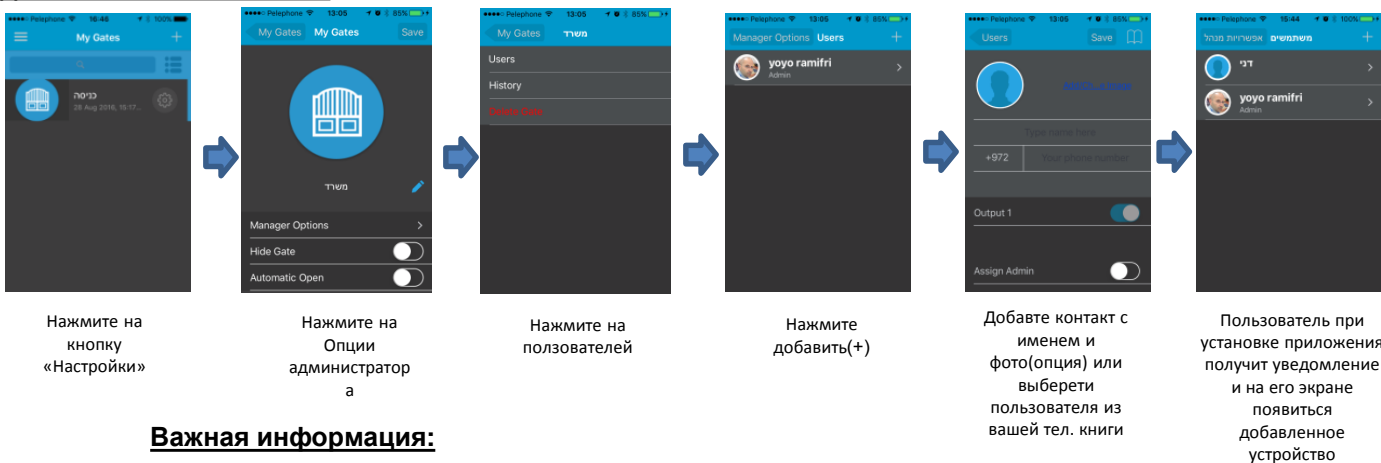 Pelephone 16:46 100%
My Gates +
כניסה
28 Aug 2016, 15:17...
Нажмите на
кнопку
«Настройки»
Pelephone 13:05 85%
My Gates My Gates Save
משרד
Manager Options >
Hide Gate
Automatic Open
Нажмите на
Опции
администратор
а
Pelephone 13:05 85%
My Gates משרד
Users
History
Delete Gate
Нажмите на
ползователей
Pelephone 13:05 85%
Manager Options Users +
yoyo ramifri >
Admin
Нажмите
добавить(+)
Pelephone 13:05 85%
Users Save
Type name here
+972 Your phone number
Output 1
Assign Admin
Добавте контакт с
именем и
фото(опция) или
выберети
пользователя из
вашей тел. книги
Pelephone 15:44 100%
אפשרויות מנהל משתמשים +
דני >
yoyo ramifri >
Admin
Пользователь при
установке приложения
получит уведомление
и на его экране
появиться
добавленное
устройство
Важная информация: